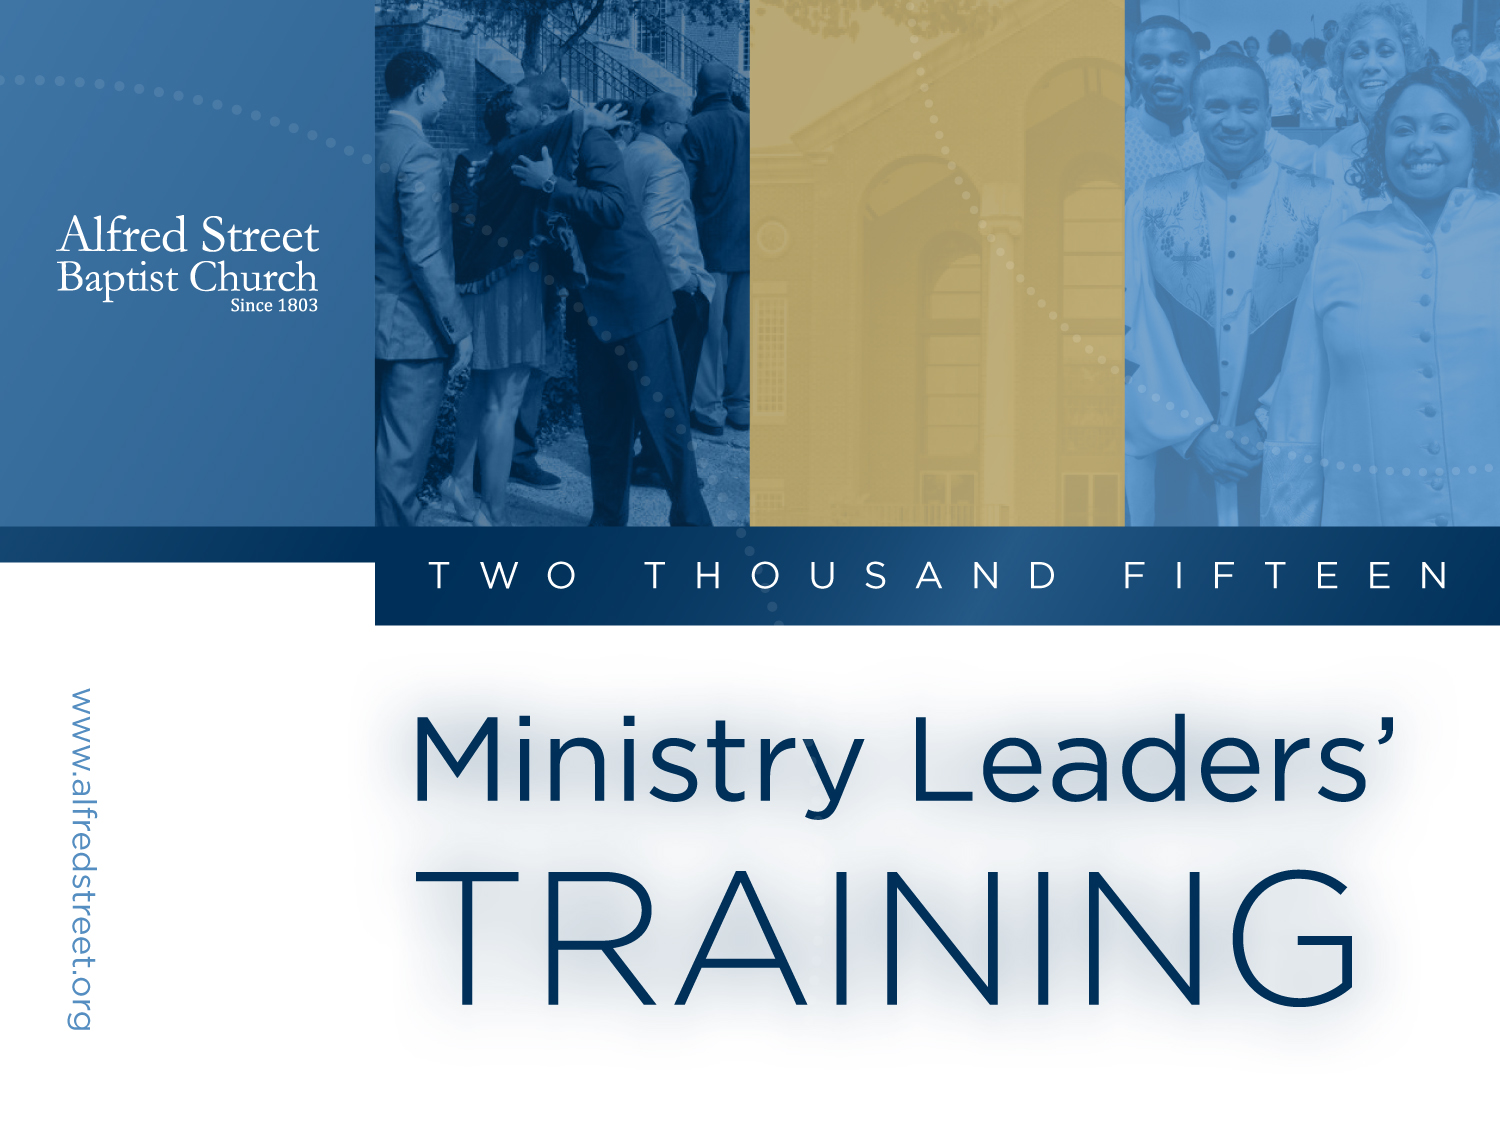 Alfred Street
Baptist Church
Since 1803
TWO THOUSAND FIFTEEN
www.alfredstreet.org
Ministry Leaders’
TRAINING